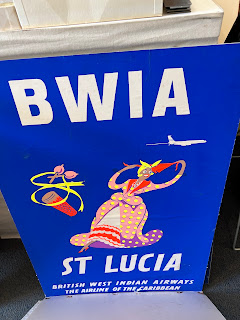 BWIA
ST LUCIA
BRITISH WEST INDIAN AIRWAYS
THE AIRLINE OF THE CARIBBEAN